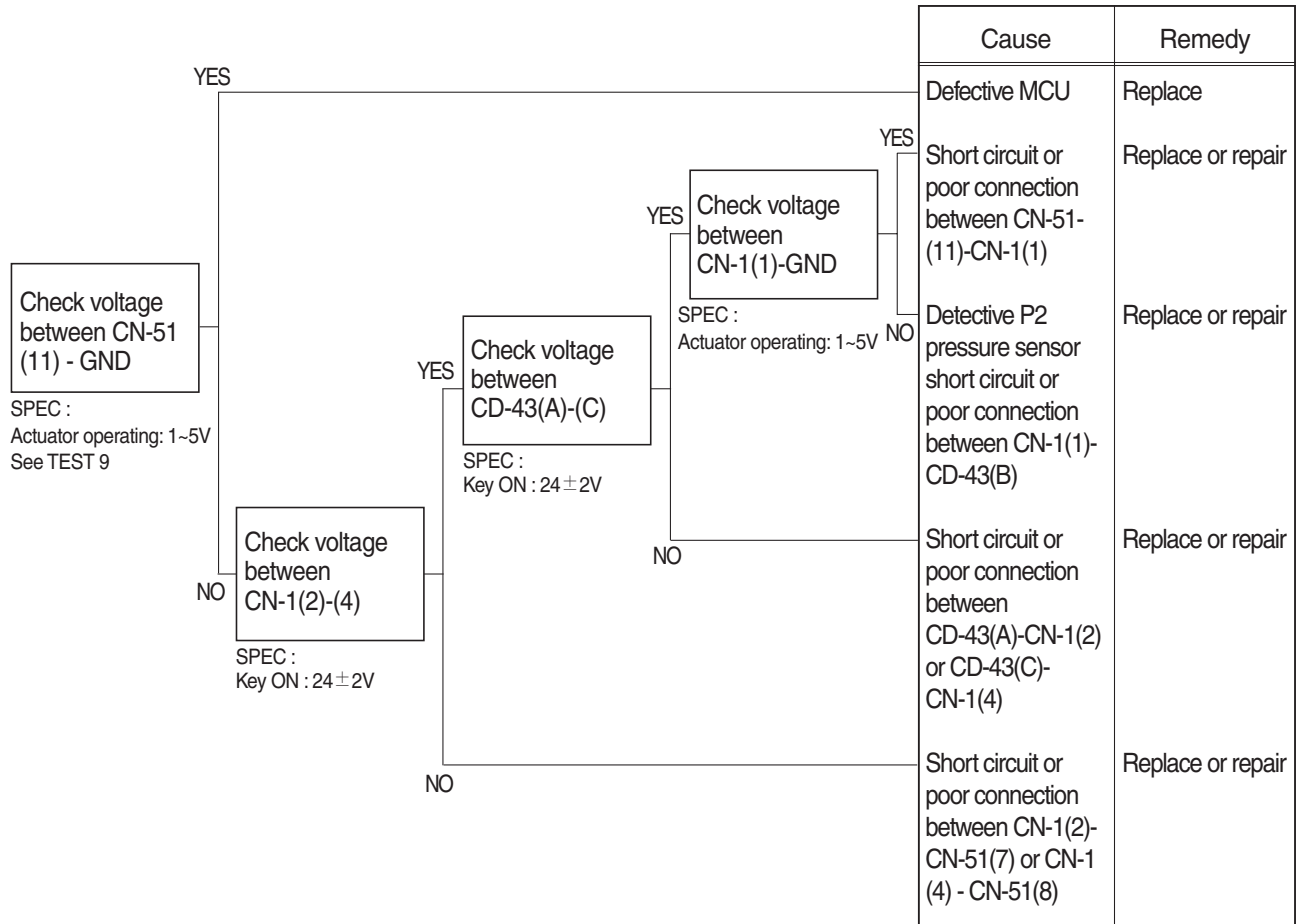 Cause
Remedy
YES
Defective MCU
Replace
YES
Short circuit or
poor connection
between CN-51-
(11)-CN-1(1)
Replace or repair
YES
Check voltage
between
CN-1(1)-GND
SPEC :
Actuator operating: 1~5V
NO
Detective P2
pressure sensor
short circuit or
poor connection
between CN-1(1)-
CD-43(B)
Replace or repair
Check voltage
between CN-51
(11) - GND
SPEC :
Actuator operating: 1~5V
See TEST 9
YES
Check voltage
between
CD-43(A)-(C)
SPEC :
Key ON : 24±2V
NO
Short circuit or
poor connection
between
CD-43(A)-CN-1(2)
or CD-43(C)-
CN-1(4)
Replace or repair
NO
Check voltage
between
CN-1(2)-(4)
SPEC :
Key ON : 24±2V
NO
Short circuit or
poor connection
between CN-1(2)-
CN-51(7) or CN-1
(4) - CN-51(8)
Replace or repair